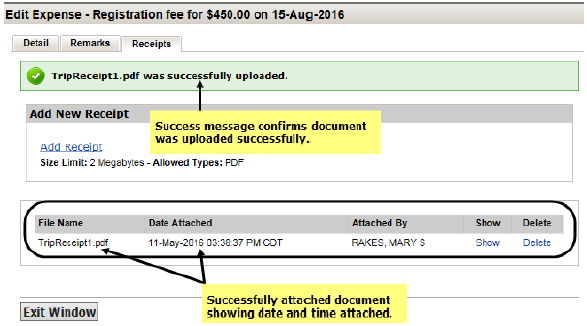 Edit Expense - Registration fee for $450.00 on 15-Aug-2016
Detail Remarks Receipts
TripReceipt1.pdf was successfully uploaded.
Add New Receipt
Success message confirms document
was uploaded successfully.
Add Receipt
Size Limit: 2 Megabytes - Allowed Types: PDF
File Name Date Attached Attached By Show Delete
TripReceipt1.pdf 11-May-2016 03:36:37 PM CDT RAKES, MARY S Show Delete
Successfully attached document
showing date and time attached.
Exit Window